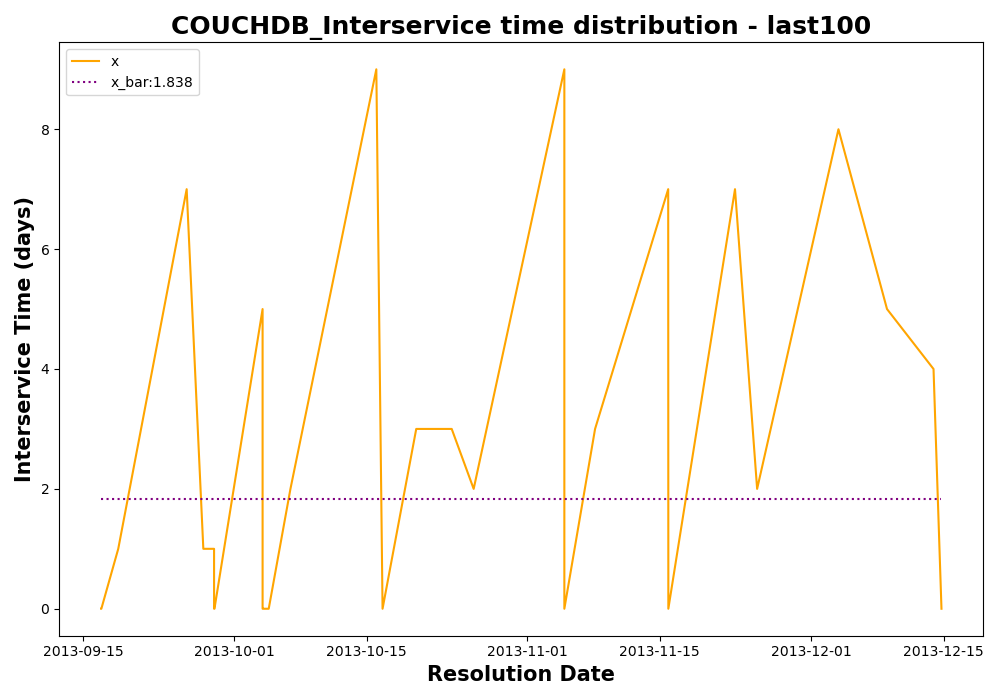 COUCHDB_Interservice time distribution - last100
x
x_bar:1.838
Interservice Time (days)
8
6
4
2
0
2013-09-15 2013-10-01 2013-10-15 2013-11-01 2013-11-15 2013-12-01 2013-12-15
Resolution Date